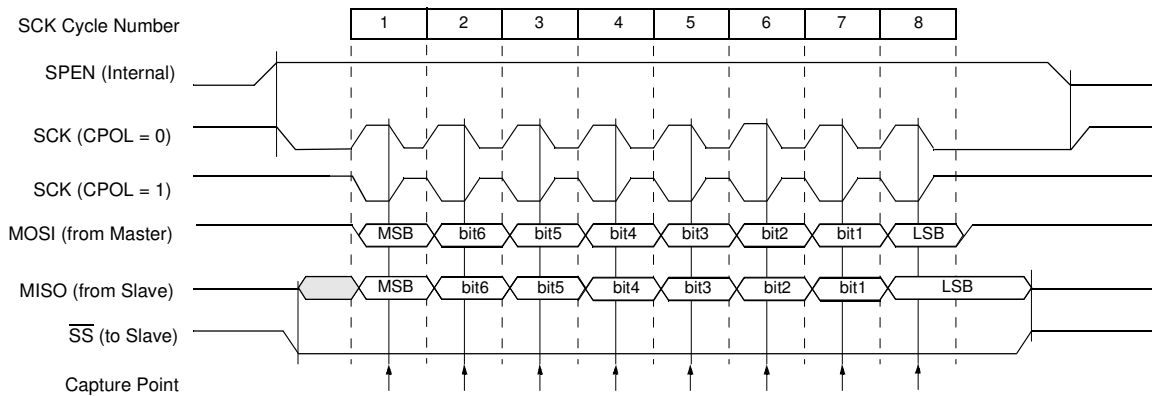 SCK Cycle Number 1 2 3 4 5 6 7 8
SPEN (Internal)
SCK (CPOL = 0)
SCK (CPOL = 1)
MOSI (from Master) MSB bit6 bit5 bit4 bit3 bit2 bit1 LSB
MISO (from Slave) MSB bit6 bit5 bit4 bit3 bit2 bit1 LSB
SS (to Slave)
Capture Point